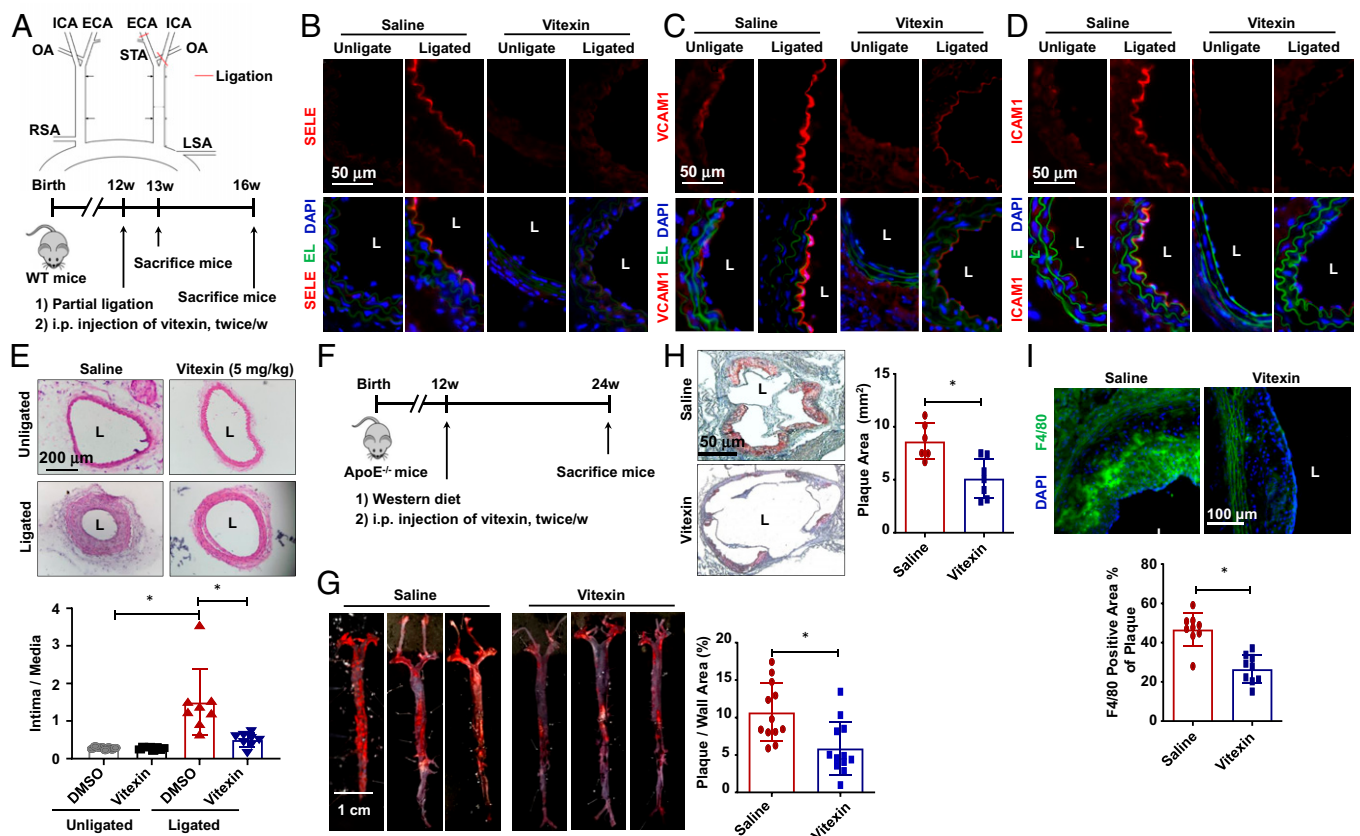 A
ICA ECA
ECA ICA
OA
STA
OA
Ligation
RSA
LSA
Birth
12w
13w
16w
WT mice
Sacrifice mice
Sacrifice mice
1) Partial ligation
2) i.p. injection of vitexin, twice/w
B
Saline
Vitexin
Unligate
Ligated
Unligate
Ligated
SELE
50 μm
SELE EL DAPI
L
L
L
L
C
Saline
Vitexin
Unligate
Ligated
Unligate
Ligated
VCAM1
50 μm
VCAM1 EL DAPI
L
L
L
L
D
Saline
Vitexin
Unligate
Ligated
Unligate
Ligated
ICAM1
50 μm
ICAM1 E DAPI
L
L
L
L
E
Saline
Vitexin (5 mg/kg)
Unligated
L
L
200 μm
Ligated
L
L
Intima / Media
4
3
2
1
0
*
*
DMSO
Vitexin
DMSO
Vitexin
Unligated
Ligated
F
Birth
12w
24w
ApoE-/- mice
Sacrifice mice
1) Western diet
2) i.p. injection of vitexin, twice/w
G
Saline
Vitexin
1 cm
Plaque / Wall Area (%)
20
15
10
5
0
*
Saline
Vitexin
H
Saline
L
50 μm
Vitexin
L
Plaque Area (mm2)
15
10
5
0
*
Saline
Vitexin
I
Saline
Vitexin
DAPI F4/80
L
L
100 μm
F4/80 Positive Area %
of Plaque
80
60
40
20
0
*
Saline
Vitexin